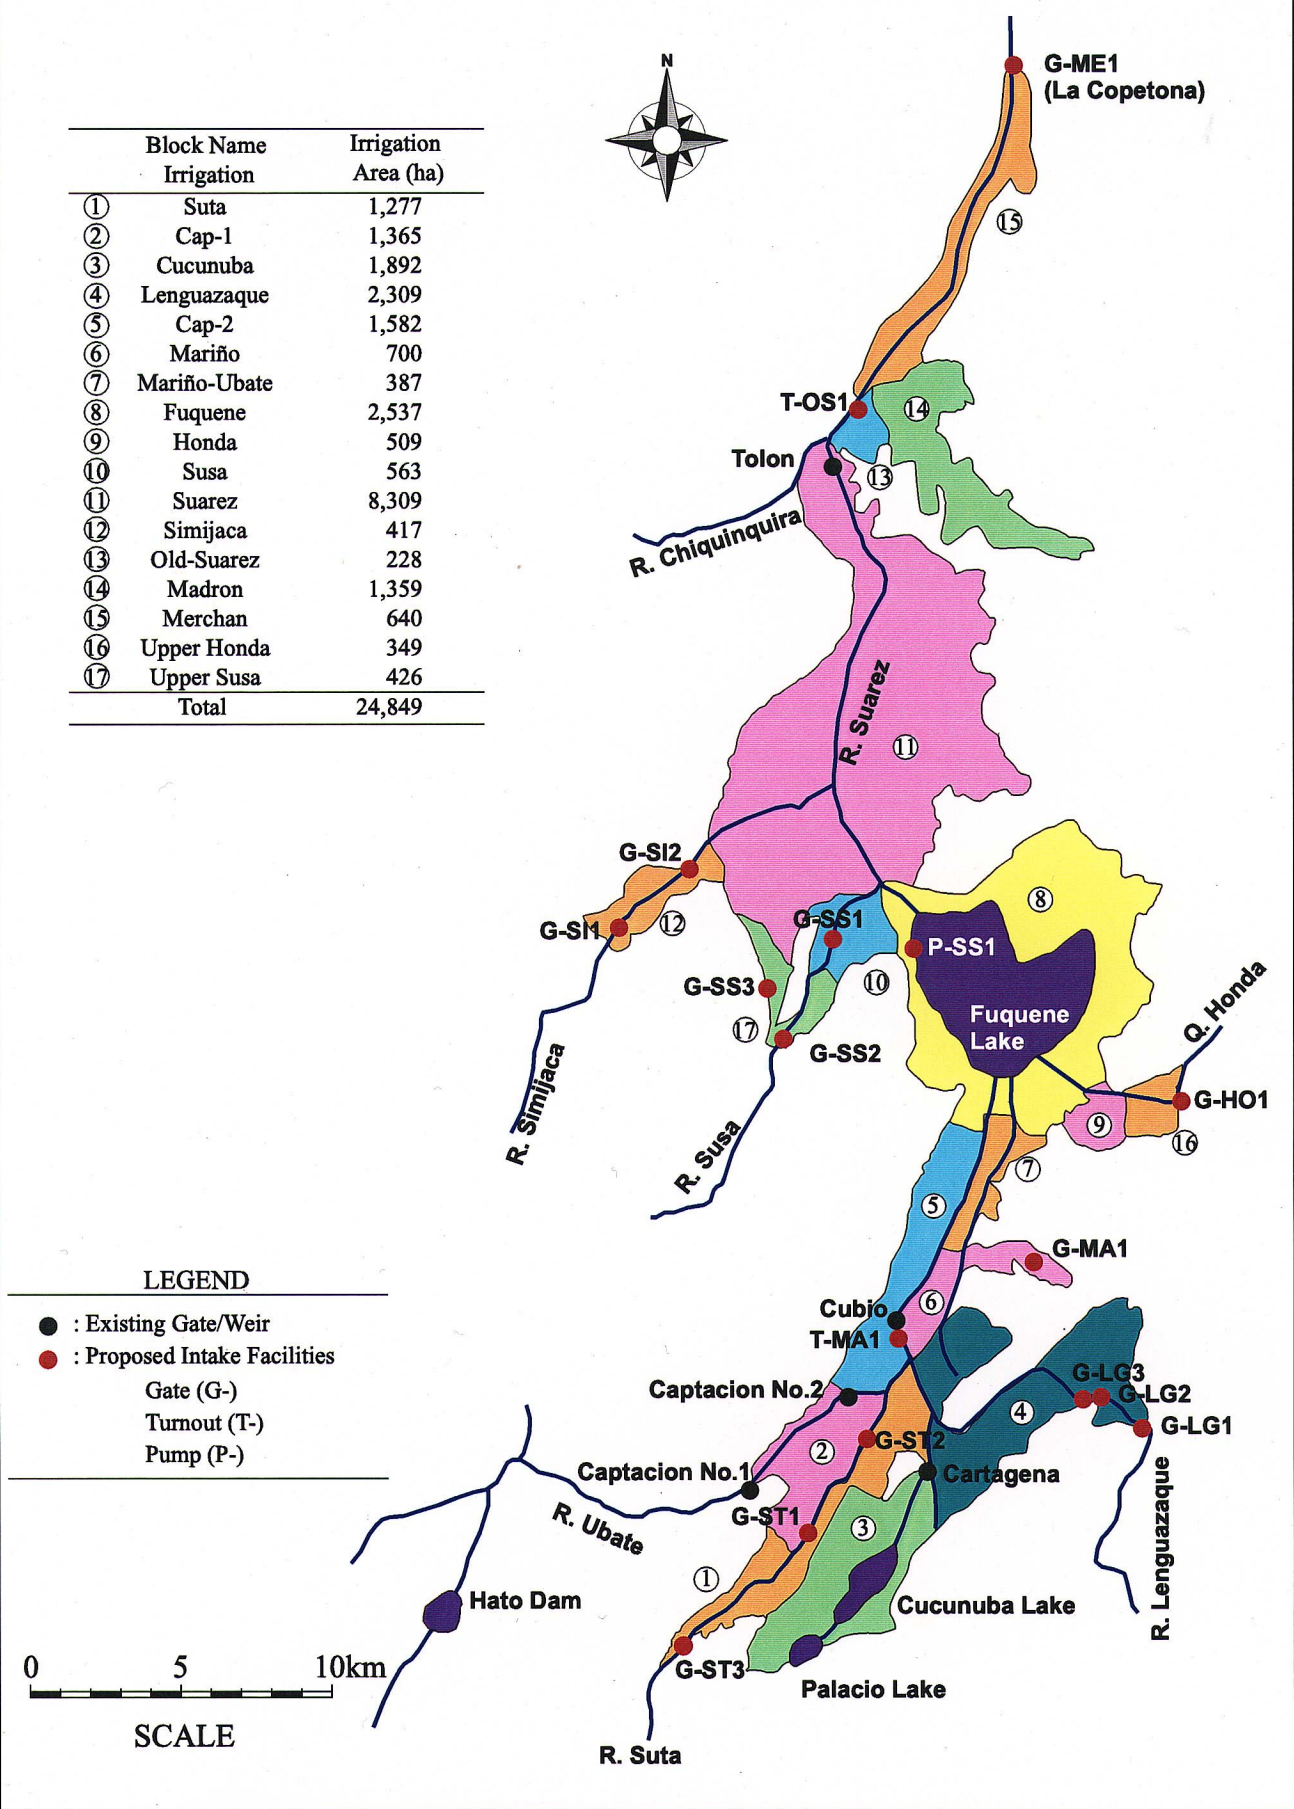 N
G-ME1
(La Copetona)
Block Name Irrigation
Irrigation Area (ha)
① Suta 1,277
② Cap-1 1,365
③ Cucunuba 1,892
④ Lenguazaque 2,309
⑤ Cap-2 1,582
⑥ Mariño 700
⑦ Mariño-Ubate 387
⑧ Fuquene 2,537
⑨ Honda 509
⑩ Susa 563
⑪ Suarez 8,309
⑫ Simijaca 417
⑬ Old-Suarez 228
⑭ Madron 1,359
⑮ Merchan 640
⑯ Upper Honda 349
⑰ Upper Susa 426
Total 24,849
⑮
T-OS1
⑭
Tolon
⑬
R. Chiquinquira
R. Suarez
⑪
G-SI2
⑧
G-SI1
⑫
G-SS1
P-SS1
G-SS3
⑩
Fuquene
Lake
Q. Honda
⑰
G-SS2
R. Simijaca
G-HO1
⑨
⑯
R. Susa
⑦
⑤
G-MA1
LEGEND
: Existing Gate/Weir
: Proposed Intake Facilities
Gate (G-)
Turnout (T-)
Pump (P-)
⑥
Cubio
T-MA1
Captacion No.2
G-LG3
G-LG2
④
G-LG1
②
G-ST2
Captacion No.1
Cartagena
R. Ubate
G-ST1
③
R. Lenguazaque
①
Hato Dam
Cucunuba Lake
G-ST3
Palacio Lake
0 5 10km
SCALE
R. Suta